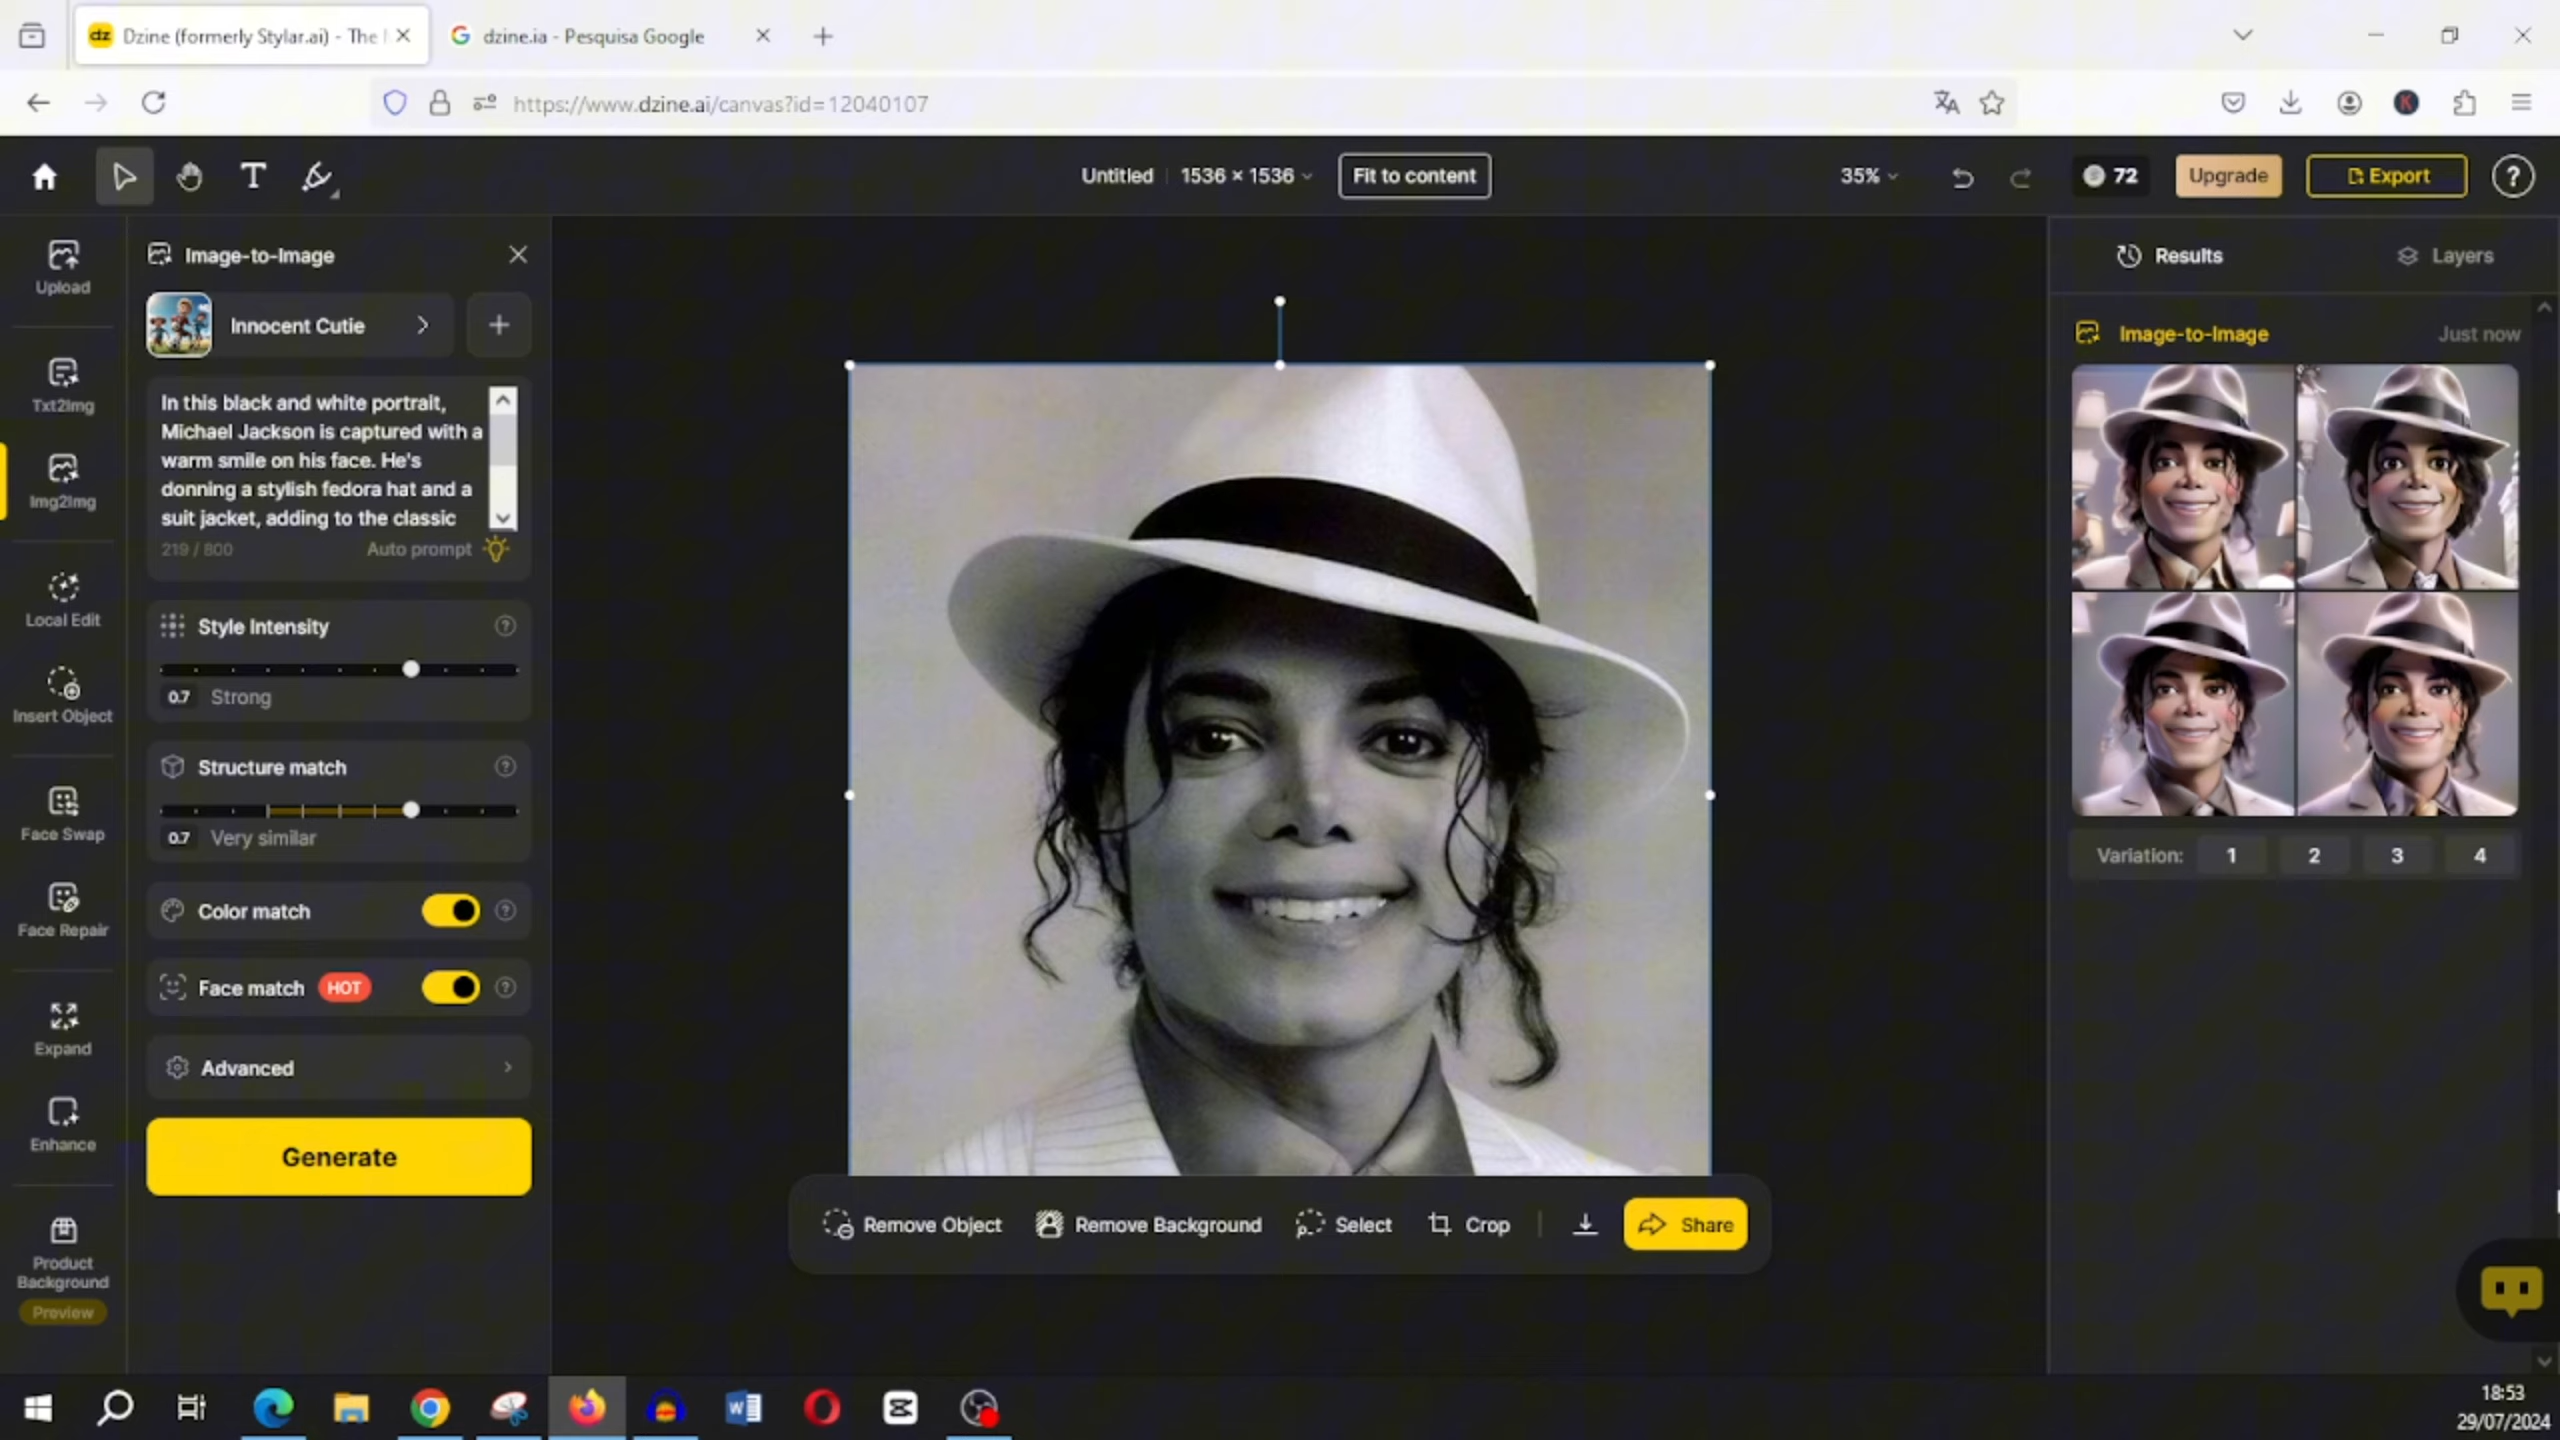 Dzine (formerly Stylar.ai) - The
dzine.ia - Pesquisa Google
https://www.dzine.ai/canvas?id=12040107
Untitled
1536 × 1536
Fit to content
35%
72
Upgrade
Export
?
Upload
Txt2Img
Img2Img
Local Edit
Insert Object
Face Swap
Face Repair
Expand
Enhance
Product
Background
Preview
Image-to-Image
Innocent Cutie
In this black and white portrait,
Michael Jackson is captured with a
warm smile on his face. He's
donning a stylish fedora hat and a
suit jacket, adding to the classic
219 / 800
Auto prompt
Style Intensity
0.7 Strong
Structure match
0.7 Very similar
Color match
Face match HOT
Advanced
Generate
Remove Object
Remove Background
Select
Crop
Share
Results
Layers
Image-to-Image
Just now
Variation: 1 2 3 4
18:53
29/07/2024